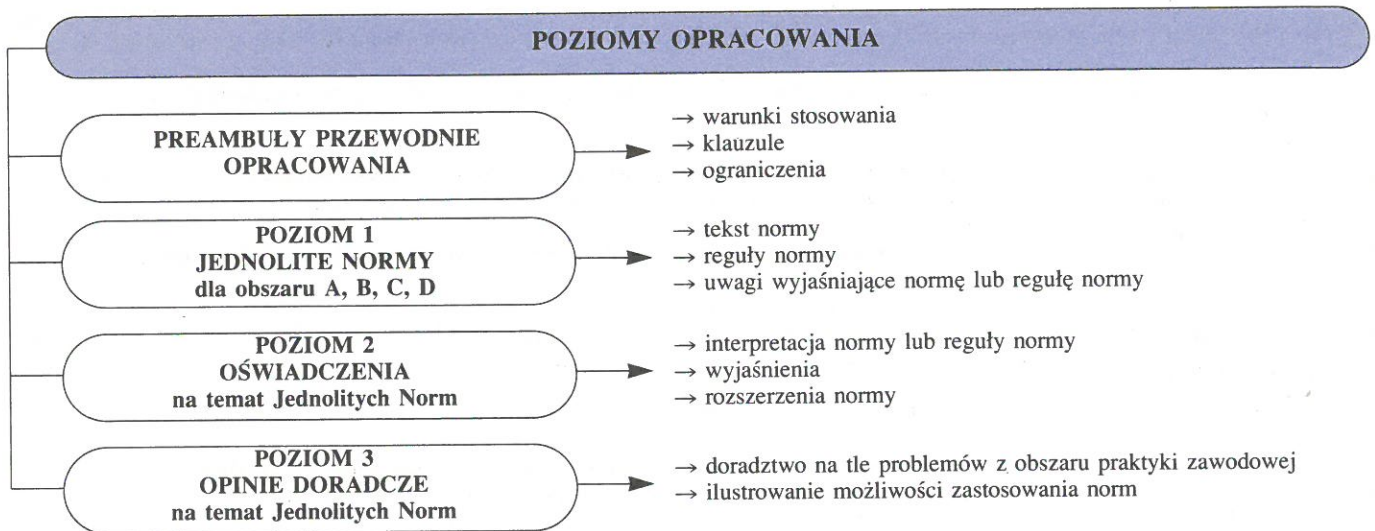 POZIOMY OPRACOWANIA
PREAMBUŁY PRZEWODNIE
OPRACOWANIA
→ warunki stosowania
→ klauzule
→ ograniczenia
POZIOM 1
JEDNOLITE NORMY
dla obszaru A, B, C, D
→ tekst normy
→ reguły normy
→ uwagi wyjaśniające normę lub regułę normy
POZIOM 2
OŚWIADCZENIA
na temat Jednolitych Norm
→ interpretacja normy lub reguły normy
→ wyjaśnienia
→ rozszerzenia normy
POZIOM 3
OPINIE DORADCZE
na temat Jednolitych Norm
→ doradztwo na tle problemów z obszaru praktyki zawodowej
→ ilustrowanie możliwości zastosowania norm